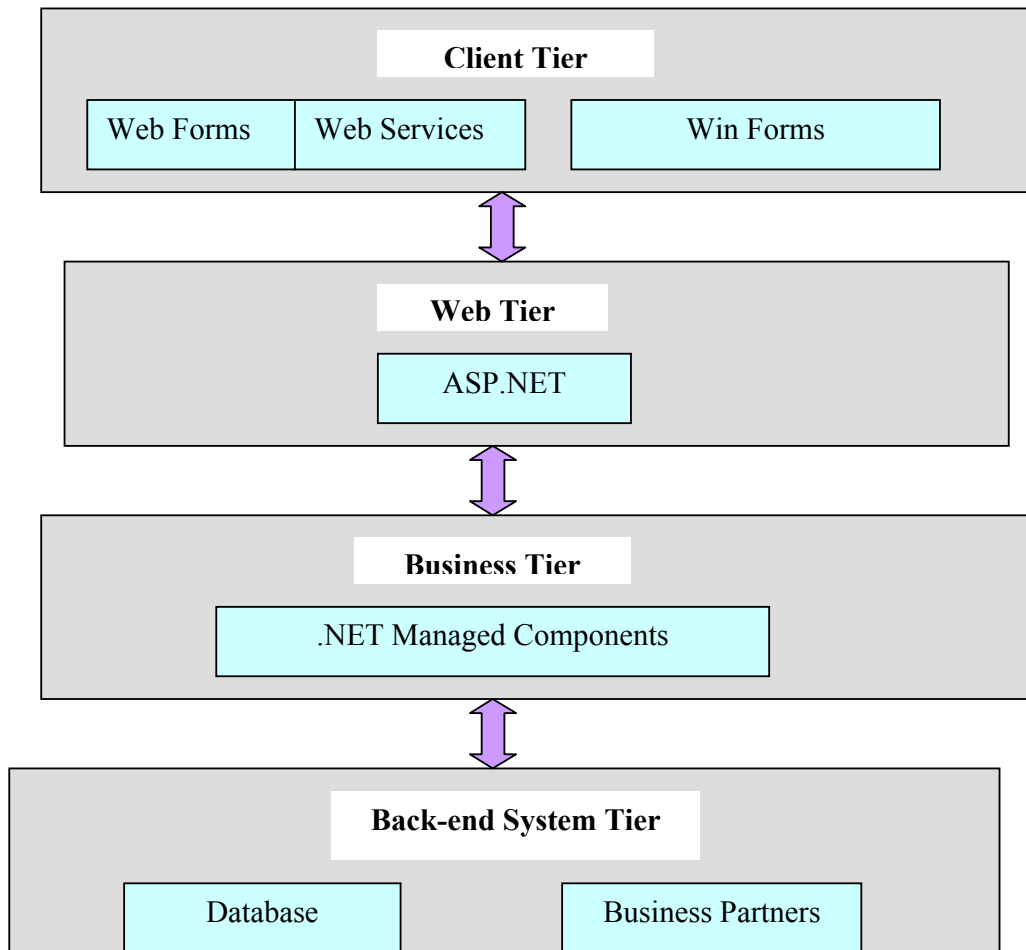 Client Tier
Web Forms
Web Services
Win Forms
Web Tier
ASP.NET
Business Tier
.NET Managed Components
Back-end System Tier
Database
Business Partners